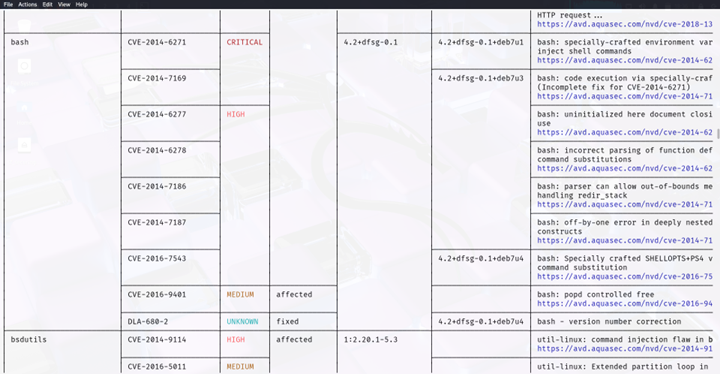 File Actions Edit View Help
HTTP request...
https://avd.aquasec.com/nvd/cve-2018-13
bash CVE-2014-6271 CRITICAL 4.2+dfsg-0.1 4.2+dfsg-0.1+deb7u1 bash: specially-crafted environment var
inject shell commands
https://avd.aquasec.com/nvd/cve-2014-62
CVE-2014-7169 4.2+dfsg-0.1+deb7u3 bash: code execution via specially-craf
(Incomplete fix for CVE-2014-6271)
https://avd.aquasec.com/nvd/cve-2014-71
CVE-2014-6277 HIGH bash: uninitialized here document closi
use
https://avd.aquasec.com/nvd/cve-2014-62
CVE-2014-6278 bash: incorrect parsing of function def
command substitutions
https://avd.aquasec.com/nvd/cve-2014-62
CVE-2014-7186 bash: parser can allow out-of-bounds me
handling redir_stack
https://avd.aquasec.com/nvd/cve-2014-71
CVE-2014-7187 bash: off-by-one error in deeply nested
constructs
https://avd.aquasec.com/nvd/cve-2014-71
CVE-2016-7543 4.2+dfsg-0.1+deb7u4 bash: Specially crafted SHELLOPTS+PS4 v
command substitution
https://avd.aquasec.com/nvd/cve-2016-75
CVE-2016-9401 MEDIUM affected bash: popd controlled free
https://avd.aquasec.com/nvd/cve-2016-94
DLA-680-2 UNKNOWN fixed 4.2+dfsg-0.1+deb7u4 bash - version number correction
bsdutils CVE-2014-9114 HIGH affected 1:2.20.1-5.3 util-linux: command injection flaw in b
https://avd.aquasec.com/nvd/cve-2014-91
CVE-2016-5011 MEDIUM util-linux: Extended partition loop in